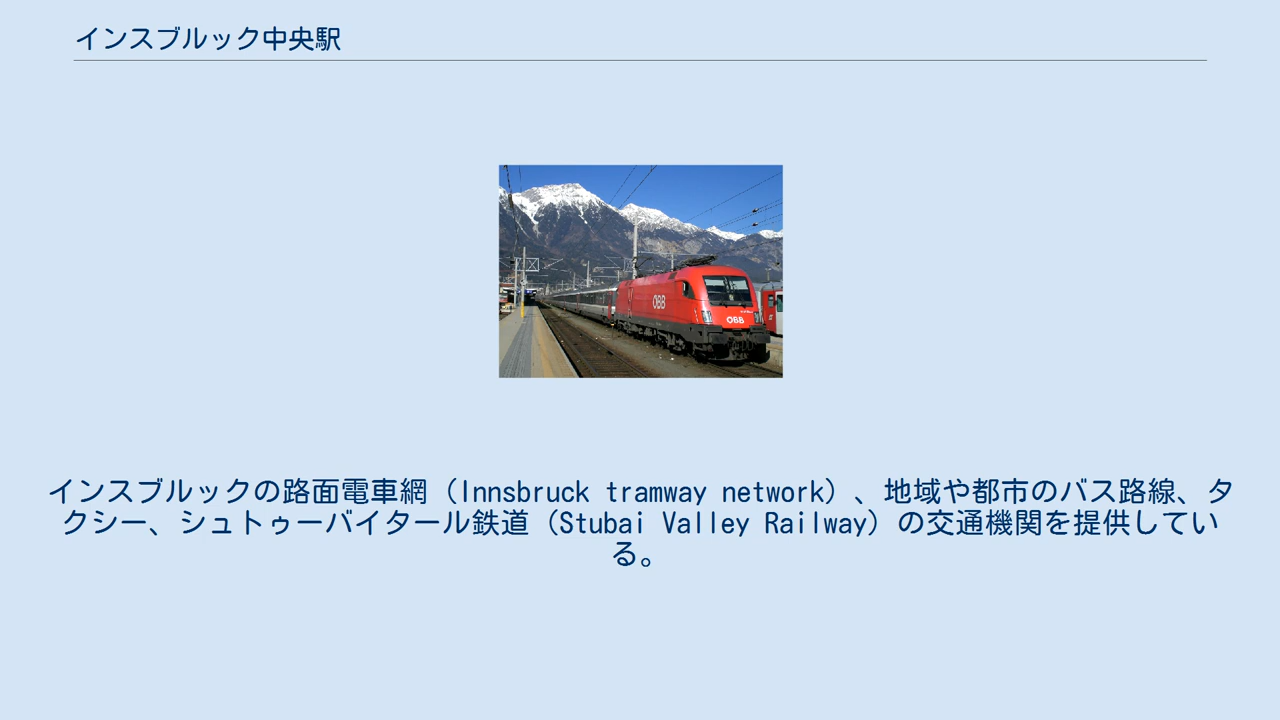 インスブルック中央駅
ÖBB
ÖBB
インスブルックの路面電車網（Innsbruck tramway network）、地域や都市のバス路線、タ
クシー、シュトゥーバイタール鉄道（Stubai Valley Railway）の交通機関を提供してい
る。